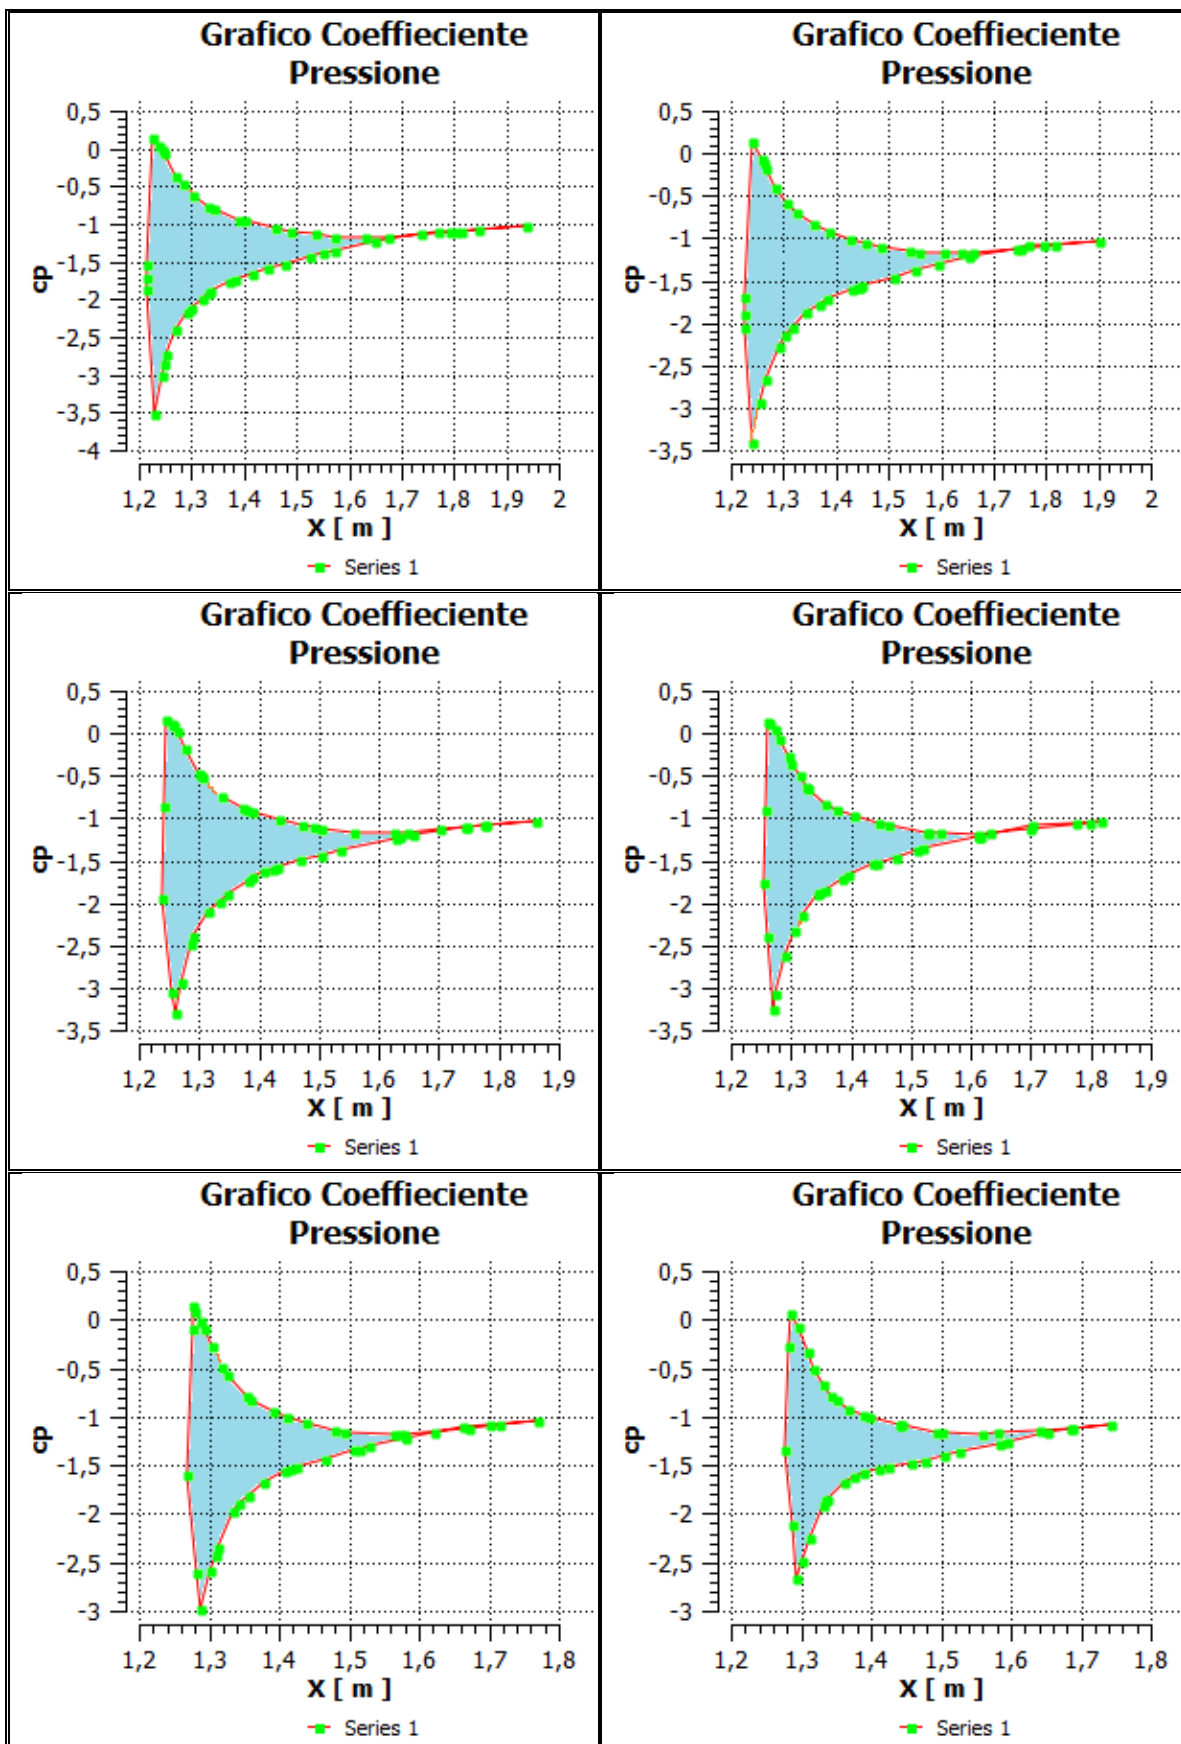 Grafico Coeffieciente
Pressione
0,5
0
-0,5
-1
-1,5
-2
-2,5
-3
-3,5
-4
cp
1,2 1,3 1,4 1,5 1,6 1,7 1,8 1,9 2
X [ m ]
Series 1
Grafico Coeffieciente
Pressione
0,5
0
-0,5
-1
-1,5
-2
-2,5
-3
-3,5
cp
1,2 1,3 1,4 1,5 1,6 1,7 1,8 1,9 2
X [ m ]
Series 1
Grafico Coeffieciente
Pressione
0,5
0
-0,5
-1
-1,5
-2
-2,5
-3
-3,5
cp
1,2 1,3 1,4 1,5 1,6 1,7 1,8 1,9
X [ m ]
Series 1
Grafico Coeffieciente
Pressione
0,5
0
-0,5
-1
-1,5
-2
-2,5
-3
-3,5
cp
1,2 1,3 1,4 1,5 1,6 1,7 1,8 1,9
X [ m ]
Series 1
Grafico Coeffieciente
Pressione
0,5
0
-0,5
-1
-1,5
-2
-2,5
-3
cp
1,2 1,3 1,4 1,5 1,6 1,7 1,8
X [ m ]
Series 1
Grafico Coeffieciente
Pressione
0,5
0
-0,5
-1
-1,5
-2
-2,5
-3
cp
1,2 1,3 1,4 1,5 1,6 1,7 1,8
X [ m ]
Series 1